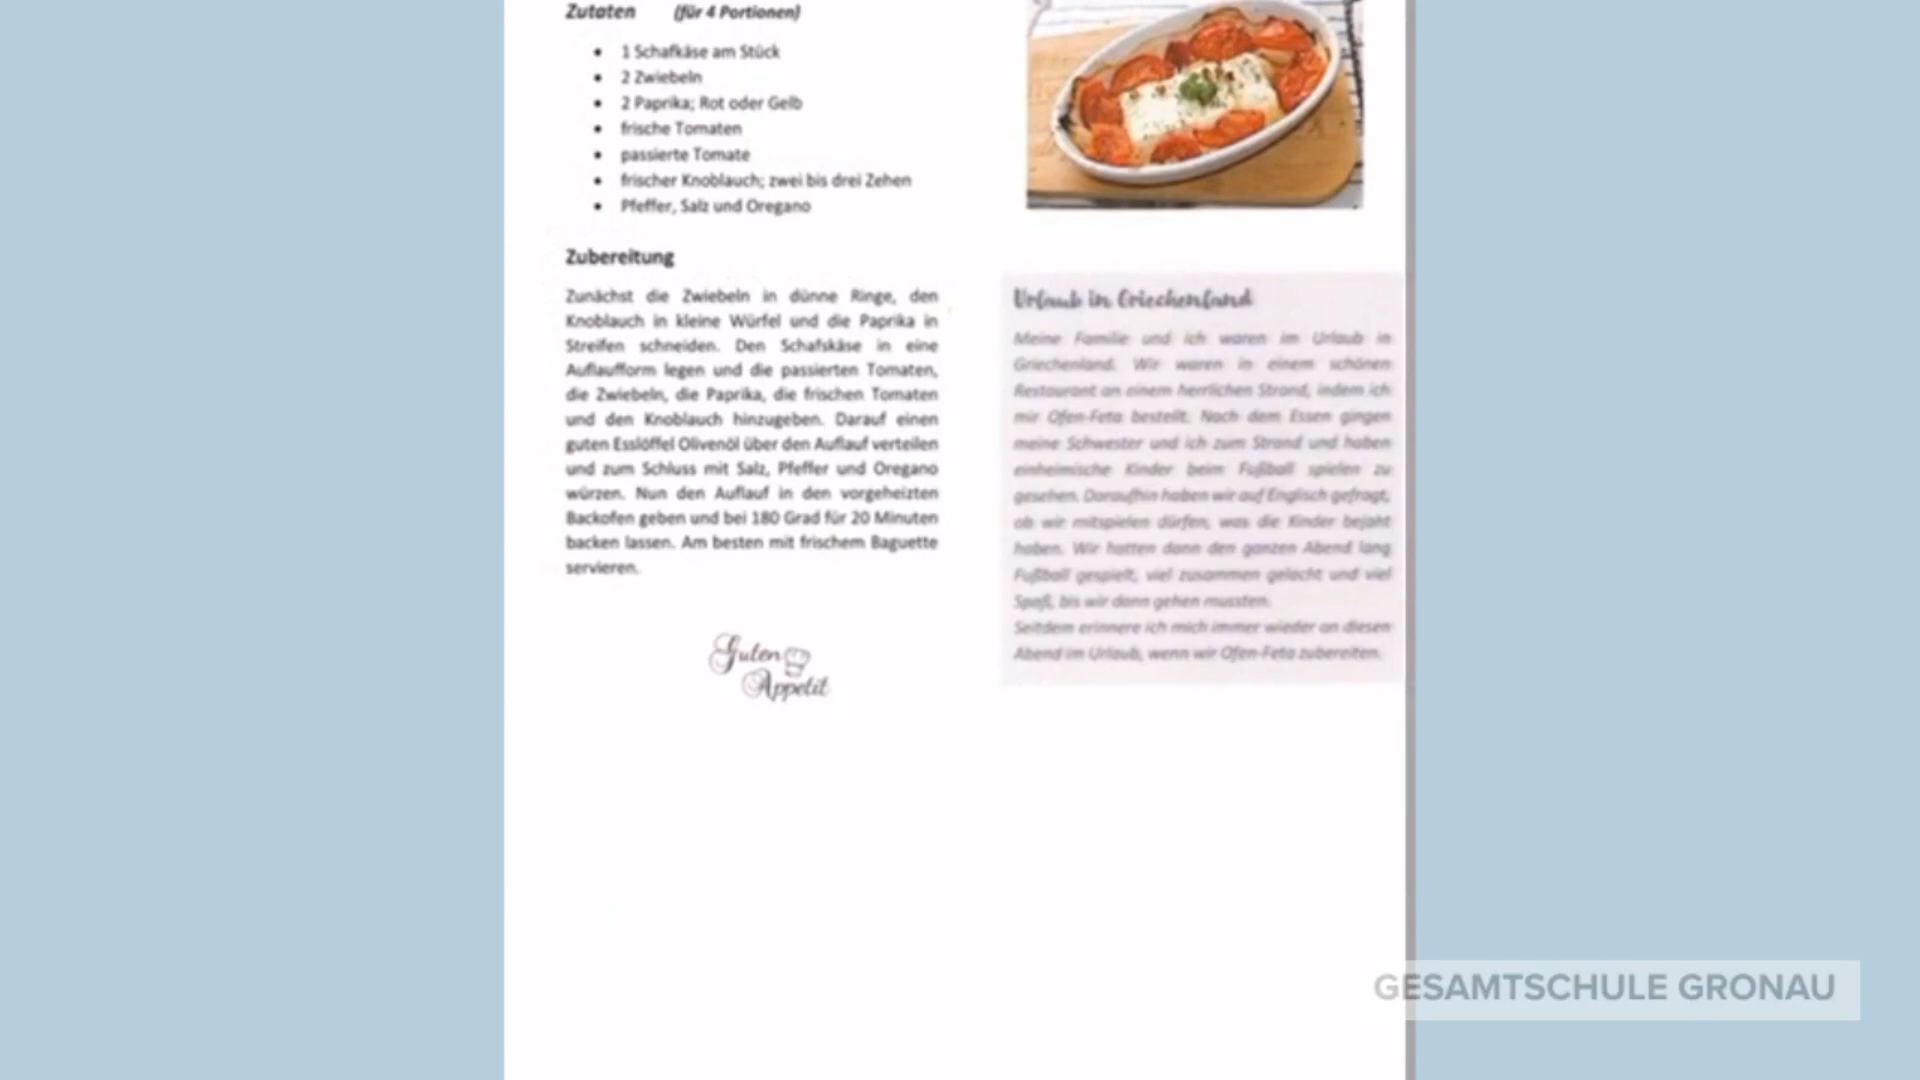 Zutaten (für 4 Portionen)
• 1 Schafkäse am Stück
• 2 Zwiebeln
• 2 Paprika; Rot oder Gelb
• frische Tomaten
• passierte Tomate
• frischer Knoblauch; zwei bis drei Zehen
• Pfeffer, Salz und Oregano
Zubereitung
Zunächst die Zwiebeln in dünne Ringe, den
Knoblauch in kleine Würfel und die Paprika in
Streifen schneiden. Den Schafskäse in eine
Auflaufform legen und die passierten Tomaten,
die Zwiebeln, die Paprika, die frischen Tomaten
und den Knoblauch hinzugeben. Darauf einen
guten Esslöffel Olivenöl über den Auflauf verteilen
und zum Schluss mit Salz, Pfeffer und Oregano
würzen. Nun den Auflauf in den vorgeheizten
Backofen geben und bei 180 Grad für 20 Minuten
backen lassen. Am besten mit frischem Baguette
servieren.
Guten
Appetit
Urlaub in Griechenland
Meine Familie und ich waren im Urlaub in
Griechenland. Wir waren in einem schönen
Restaurant an einem herrlichen Strand, indem ich
mir Ofen-Feta bestellt. Nach dem Essen gingen
meine Schwester und ich zum Strand und haben
einheimische Kinder beim Fußball spielen zu
gesehen. Daraufhin haben wir auf Englisch gefragt,
ob wir mitspielen dürfen, was die Kinder bejaht
haben. Wir hatten dann den ganzen Abend lang
Fußball gespielt, viel zusammen gelacht und viel
Spaß, bis wir dann gehen mussten.
Seitdem erinnere ich mich immer wieder an diesen
Abend im Urlaub, wenn wir Ofen-Feta zubereiten.
GESAMTSCHULE GRONAU